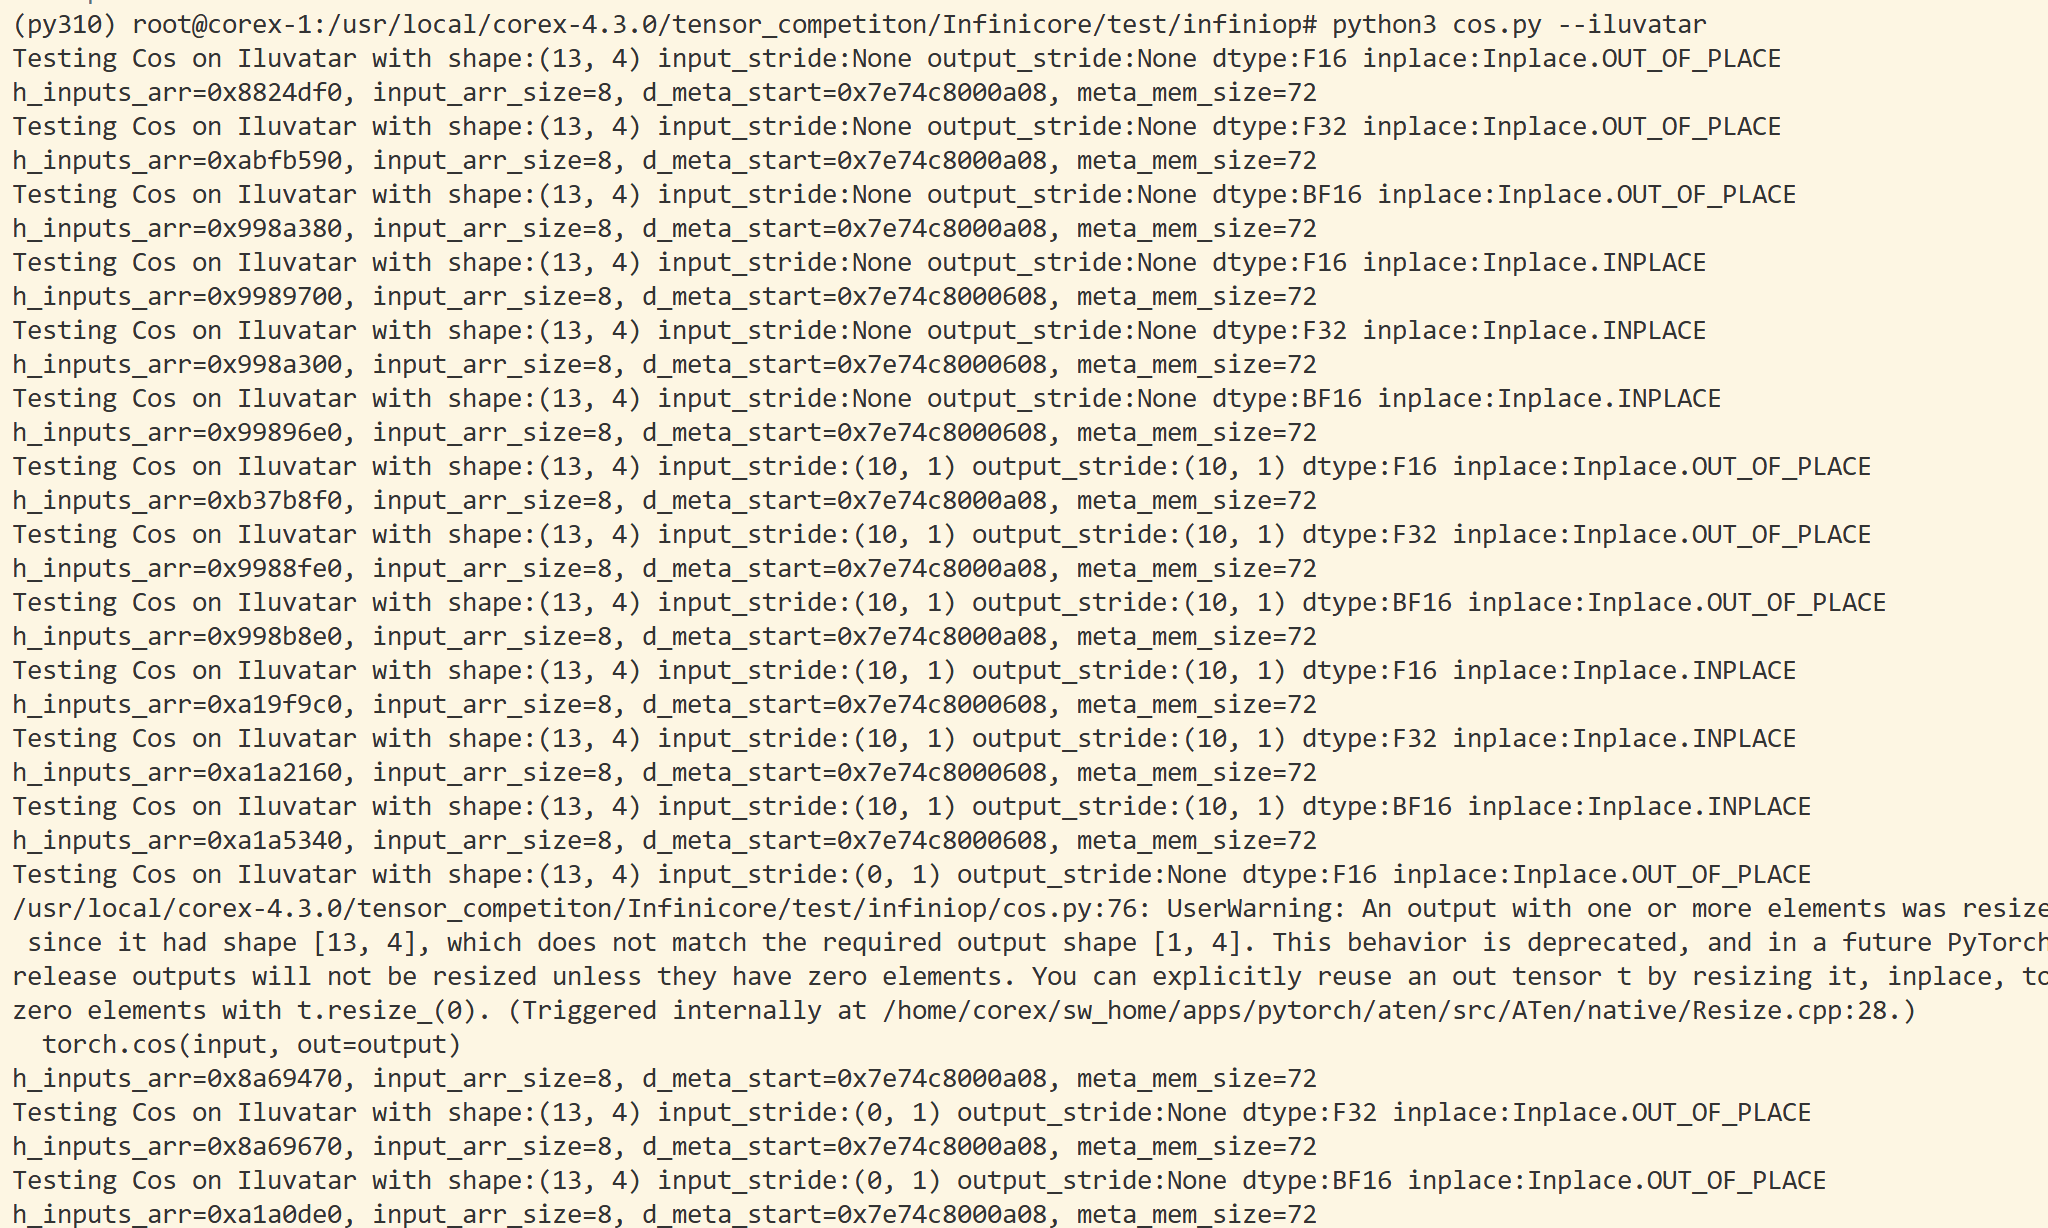 (py310) root@corex-1:/usr/local/corex-4.3.0/tensor_competiton/Infinicore/test/infiniop# python3 cos.py --iluvatar
Testing Cos on Iluvatar with shape:(13, 4) input_stride:None output_stride:None dtype:F16 inplace:Inplace.OUT_OF_PLACE
h_inputs_arr=0x8824df0, input_arr_size=8, d_meta_start=0x7e74c8000a08, meta_mem_size=72
Testing Cos on Iluvatar with shape:(13, 4) input_stride:None output_stride:None dtype:F32 inplace:Inplace.OUT_OF_PLACE
h_inputs_arr=0xabfb590, input_arr_size=8, d_meta_start=0x7e74c8000a08, meta_mem_size=72
Testing Cos on Iluvatar with shape:(13, 4) input_stride:None output_stride:None dtype:BF16 inplace:Inplace.OUT_OF_PLACE
h_inputs_arr=0x998a380, input_arr_size=8, d_meta_start=0x7e74c8000a08, meta_mem_size=72
Testing Cos on Iluvatar with shape:(13, 4) input_stride:None output_stride:None dtype:F16 inplace:Inplace.INPLACE
h_inputs_arr=0x9989700, input_arr_size=8, d_meta_start=0x7e74c8000608, meta_mem_size=72
Testing Cos on Iluvatar with shape:(13, 4) input_stride:None output_stride:None dtype:F32 inplace:Inplace.INPLACE
h_inputs_arr=0x998a300, input_arr_size=8, d_meta_start=0x7e74c8000608, meta_mem_size=72
Testing Cos on Iluvatar with shape:(13, 4) input_stride:None output_stride:None dtype:BF16 inplace:Inplace.INPLACE
h_inputs_arr=0x99896e0, input_arr_size=8, d_meta_start=0x7e74c8000608, meta_mem_size=72
Testing Cos on Iluvatar with shape:(13, 4) input_stride:(10, 1) output_stride:(10, 1) dtype:F16 inplace:Inplace.OUT_OF_PLACE
h_inputs_arr=0xb37b8f0, input_arr_size=8, d_meta_start=0x7e74c8000a08, meta_mem_size=72
Testing Cos on Iluvatar with shape:(13, 4) input_stride:(10, 1) output_stride:(10, 1) dtype:F32 inplace:Inplace.OUT_OF_PLACE
h_inputs_arr=0x9988fe0, input_arr_size=8, d_meta_start=0x7e74c8000a08, meta_mem_size=72
Testing Cos on Iluvatar with shape:(13, 4) input_stride:(10, 1) output_stride:(10, 1) dtype:BF16 inplace:Inplace.OUT_OF_PLACE
h_inputs_arr=0x998b8e0, input_arr_size=8, d_meta_start=0x7e74c8000a08, meta_mem_size=72
Testing Cos on Iluvatar with shape:(13, 4) input_stride:(10, 1) output_stride:(10, 1) dtype:F16 inplace:Inplace.INPLACE
h_inputs_arr=0xa19f9c0, input_arr_size=8, d_meta_start=0x7e74c8000608, meta_mem_size=72
Testing Cos on Iluvatar with shape:(13, 4) input_stride:(10, 1) output_stride:(10, 1) dtype:F32 inplace:Inplace.INPLACE
h_inputs_arr=0xa1a2160, input_arr_size=8, d_meta_start=0x7e74c8000608, meta_mem_size=72
Testing Cos on Iluvatar with shape:(13, 4) input_stride:(10, 1) output_stride:(10, 1) dtype:BF16 inplace:Inplace.INPLACE
h_inputs_arr=0xa1a5340, input_arr_size=8, d_meta_start=0x7e74c8000608, meta_mem_size=72
Testing Cos on Iluvatar with shape:(13, 4) input_stride:(0, 1) output_stride:None dtype:F16 inplace:Inplace.OUT_OF_PLACE
/usr/local/corex-4.3.0/tensor_competiton/Infinicore/test/infiniop/cos.py:76: UserWarning: An output with one or more elements was resize
since it had shape [13, 4], which does not match the required output shape [1, 4]. This behavior is deprecated, and in a future PyTorch
release outputs will not be resized unless they have zero elements. You can explicitly reuse an out tensor t by resizing it, inplace, to
zero elements with t.resize_(0). (Triggered internally at /home/corex/sw_home/apps/pytorch/aten/src/ATen/native/Resize.cpp:28.)
torch.cos(input, out=output)
h_inputs_arr=0x8a69470, input_arr_size=8, d_meta_start=0x7e74c8000a08, meta_mem_size=72
Testing Cos on Iluvatar with shape:(13, 4) input_stride:(0, 1) output_stride:None dtype:F32 inplace:Inplace.OUT_OF_PLACE
h_inputs_arr=0x8a69670, input_arr_size=8, d_meta_start=0x7e74c8000a08, meta_mem_size=72
Testing Cos on Iluvatar with shape:(13, 4) input_stride:(0, 1) output_stride:None dtype:BF16 inplace:Inplace.OUT_OF_PLACE
h_inputs_arr=0xa1a0de0, input_arr_size=8, d_meta_start=0x7e74c8000a08, meta_mem_size=72